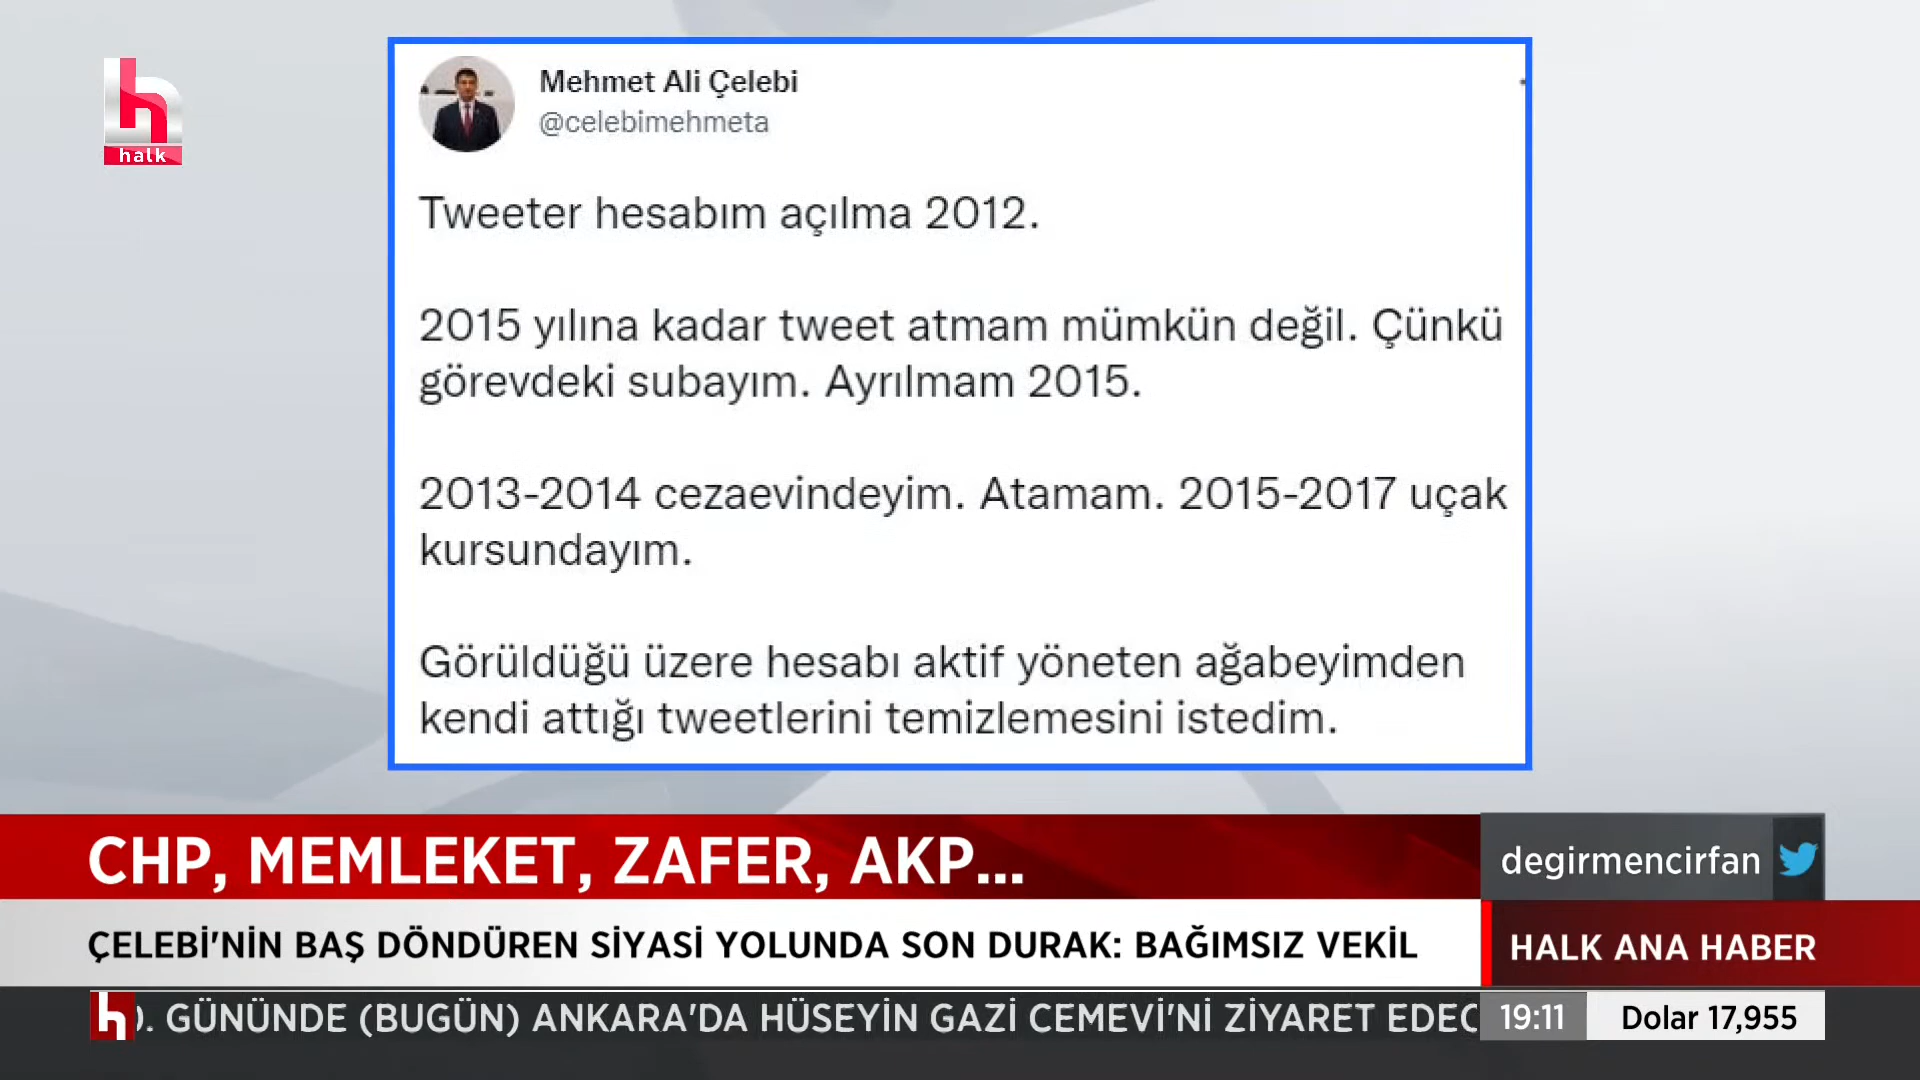 h
halk
Mehmet Ali Çelebi
@celebimehmeta
Tweeter hesabım açılma 2012.
2015 yılına kadar tweet atmam mümkün değil. Çünkü
görevdeki subayım. Ayrılmam 2015.
2013-2014 cezaevindeyim. Atamam. 2015-2017 uçak
kursundayım.
Görüldüğü üzere hesabı aktif yöneten ağabeyimden
kendi attığı tweetlerini temizlemesini istedim.
CHP, MEMLEKET, ZAFER, AKP...
degirmencirfan
ÇELEBİ'NİN BAŞ DÖNDÜREN SİYASİ YOLUNDA SON DURAK: BAĞIMSIZ VEKİL
HALK ANA HABER
h
. GÜNÜNDE (BUGÜN) ANKARA'DA HÜSEYİN GAZİ CEMEVİ'Nİ ZİYARET EDEC
19:11
Dolar 17,955